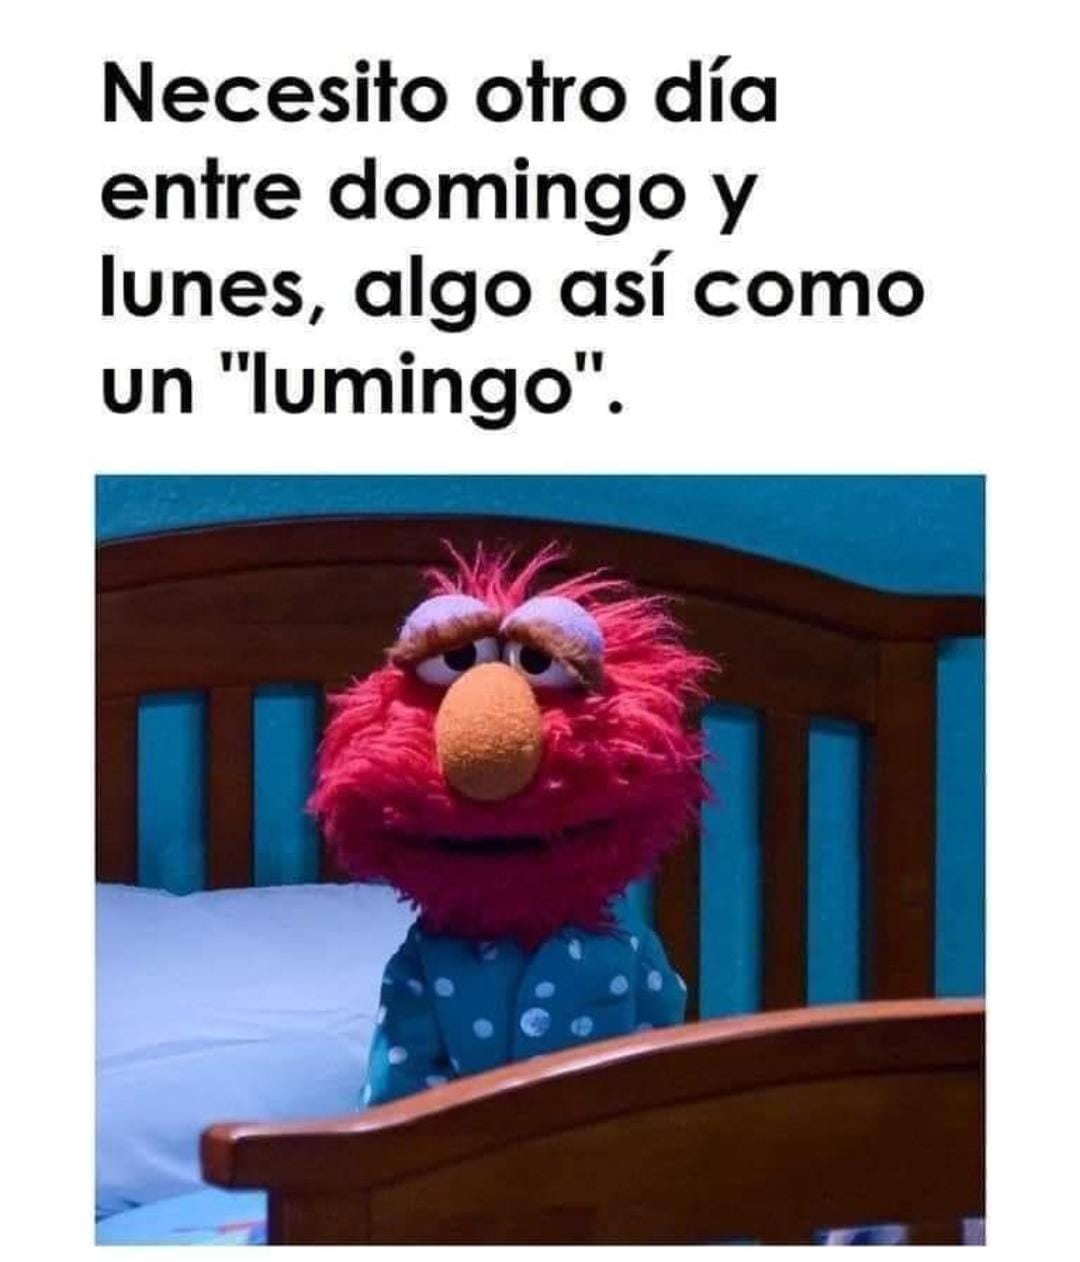 Necesito otro día
entre domingo y
lunes, algo así como
un "lumingo".